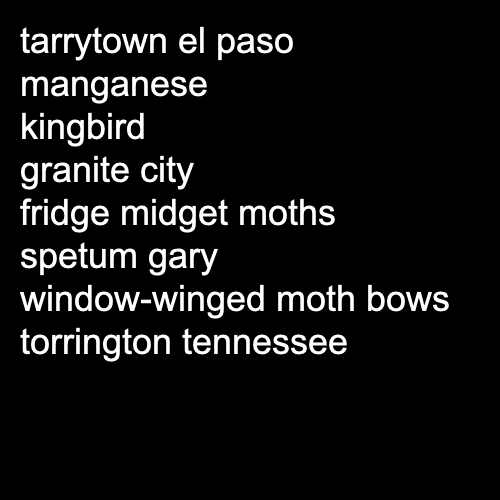 tarrytown el paso
manganese
kingbird
granite city
fridge midget moths
spetum gary
window-winged moth bows
torrington tennessee